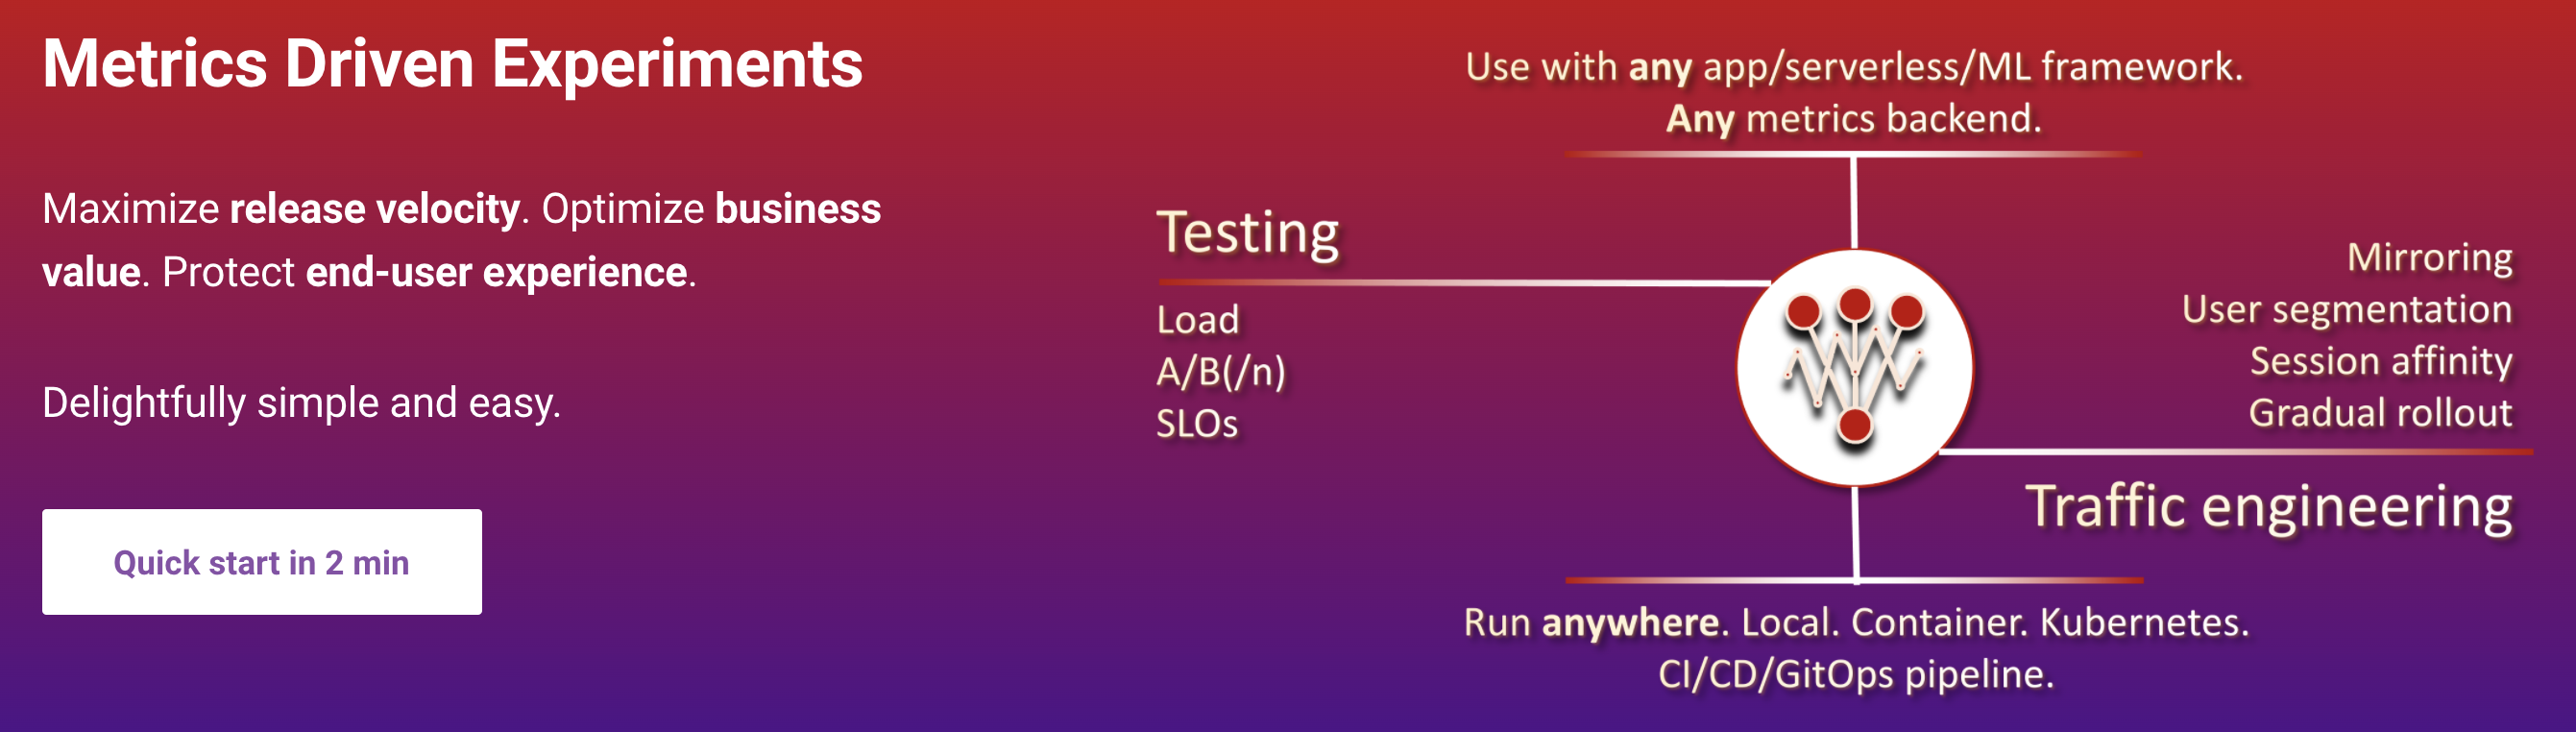 Metrics Driven Experiments
Maximize release velocity. Optimize business
value. Protect end-user experience.
Delightfully simple and easy.
Quick start in 2 min
Use with any app/serverless/ML framework.
Any metrics backend.
Testing
Load
A/B(/n)
SLOs
Mirroring
User segmentation
Session affinity
Gradual rollout
Traffic engineering
Run anywhere. Local. Container. Kubernetes.
CI/CD/GitOps pipeline.